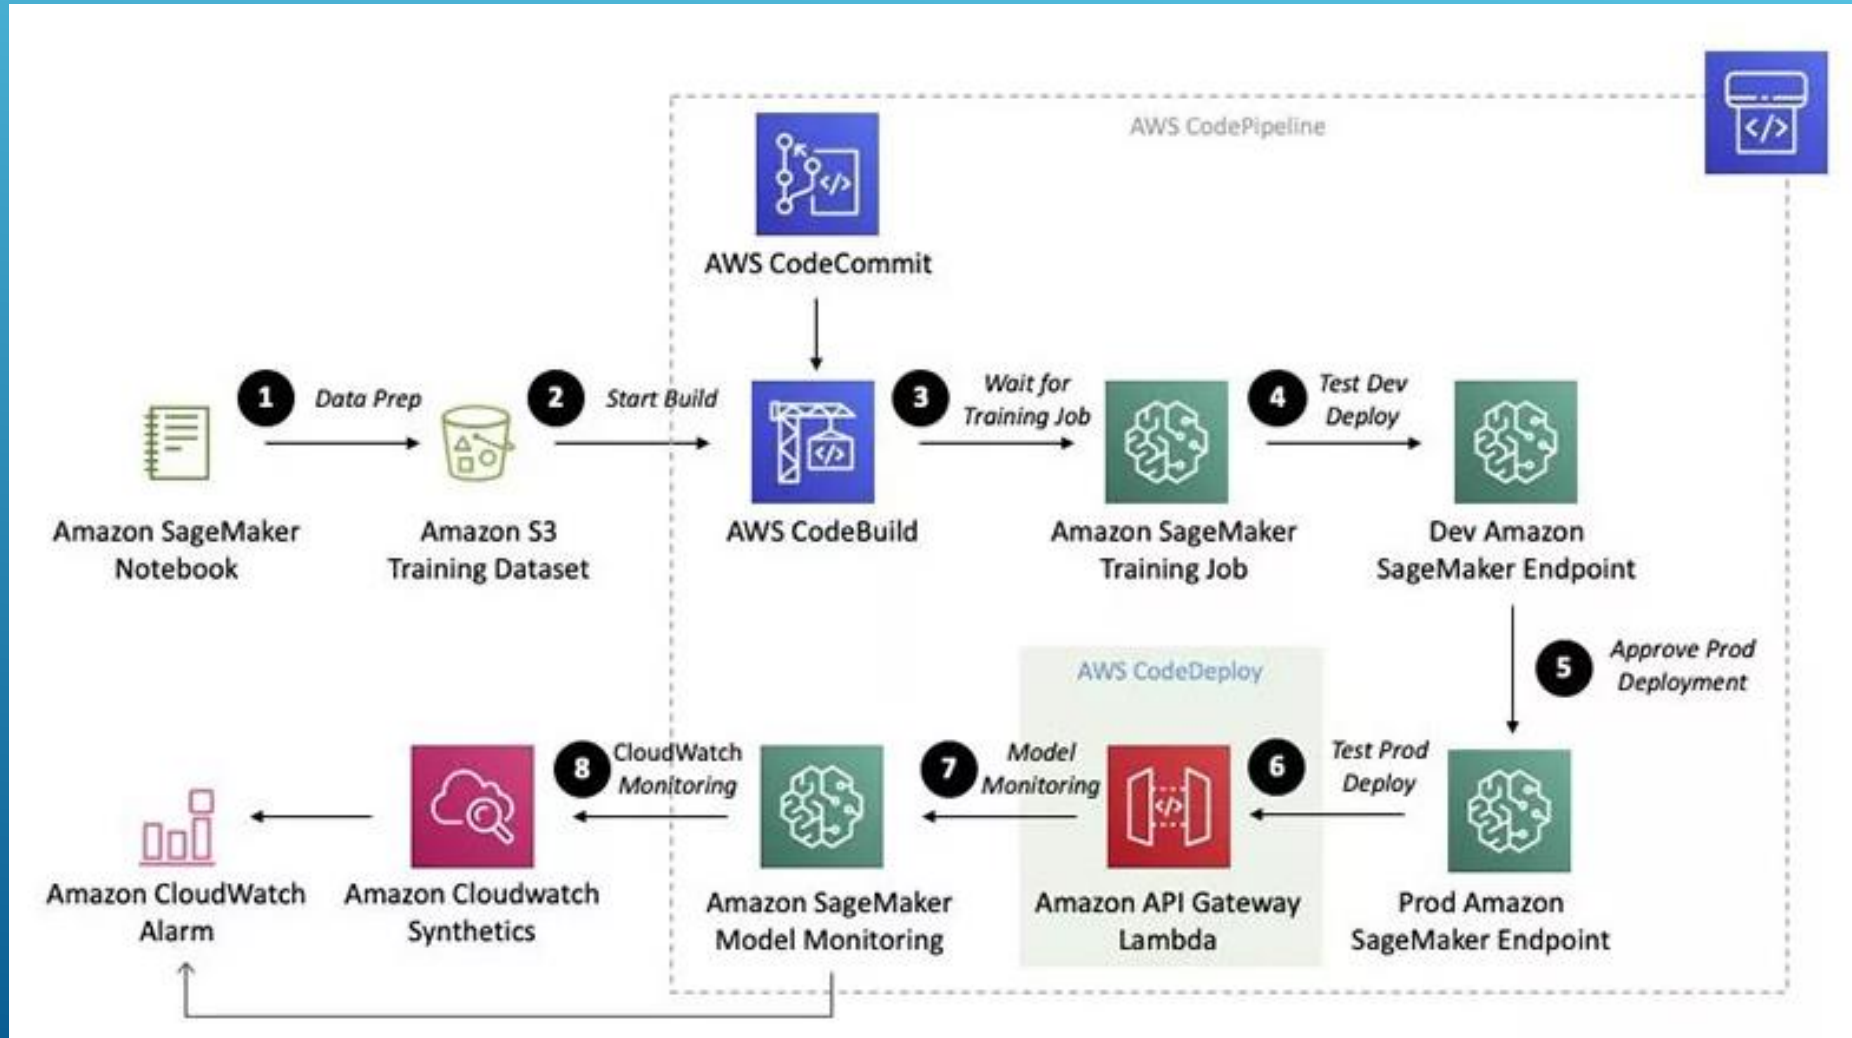 AWS CodePipeline
</>
</>
AWS CodeCommit
1
Data Prep
2
Start Build
3
Wait for
Training Job
4
Test Dev
Deploy
</>
Amazon SageMaker
Notebook
Amazon S3
Training Dataset
AWS CodeBuild
Amazon SageMaker
Training Job
Dev Amazon
SageMaker Endpoint
5
Approve Prod
Deployment
AWS CodeDeploy
8
CloudWatch
Monitoring
7
Model
Monitoring
6
Test Prod
Deploy
</>
Amazon CloudWatch
Alarm
Amazon Cloudwatch
Synthetics
Amazon SageMaker
Model Monitoring
Amazon API Gateway
Lambda
Prod Amazon
SageMaker Endpoint